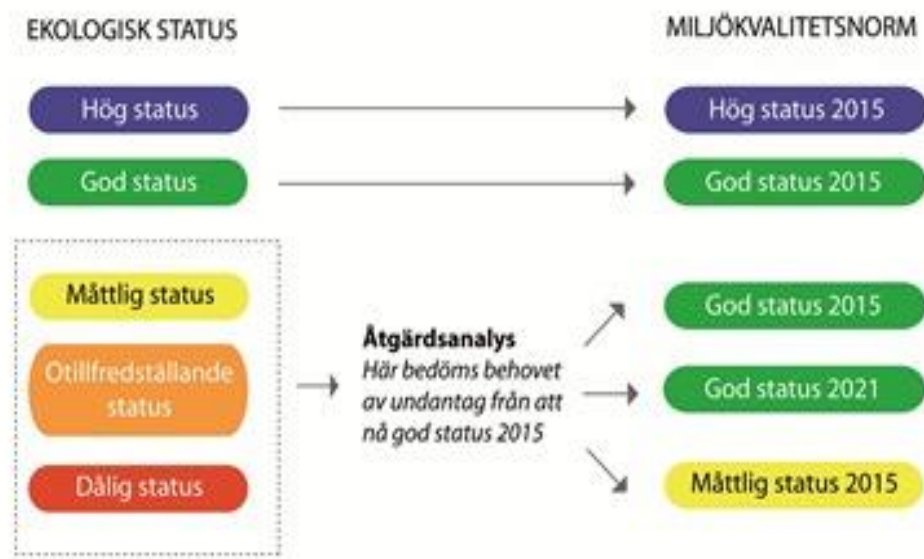 EKOLOGISK STATUS
MILJÖKVALITETSNORM
Hög status
Hög status 2015
God status
God status 2015
Måttlig status
Otillfredställande
status
Dålig status
Åtgärdsanalys
Här bedöms behovet
av undantag från att
nå god status 2015
God status 2015
God status 2021
Måttlig status 2015